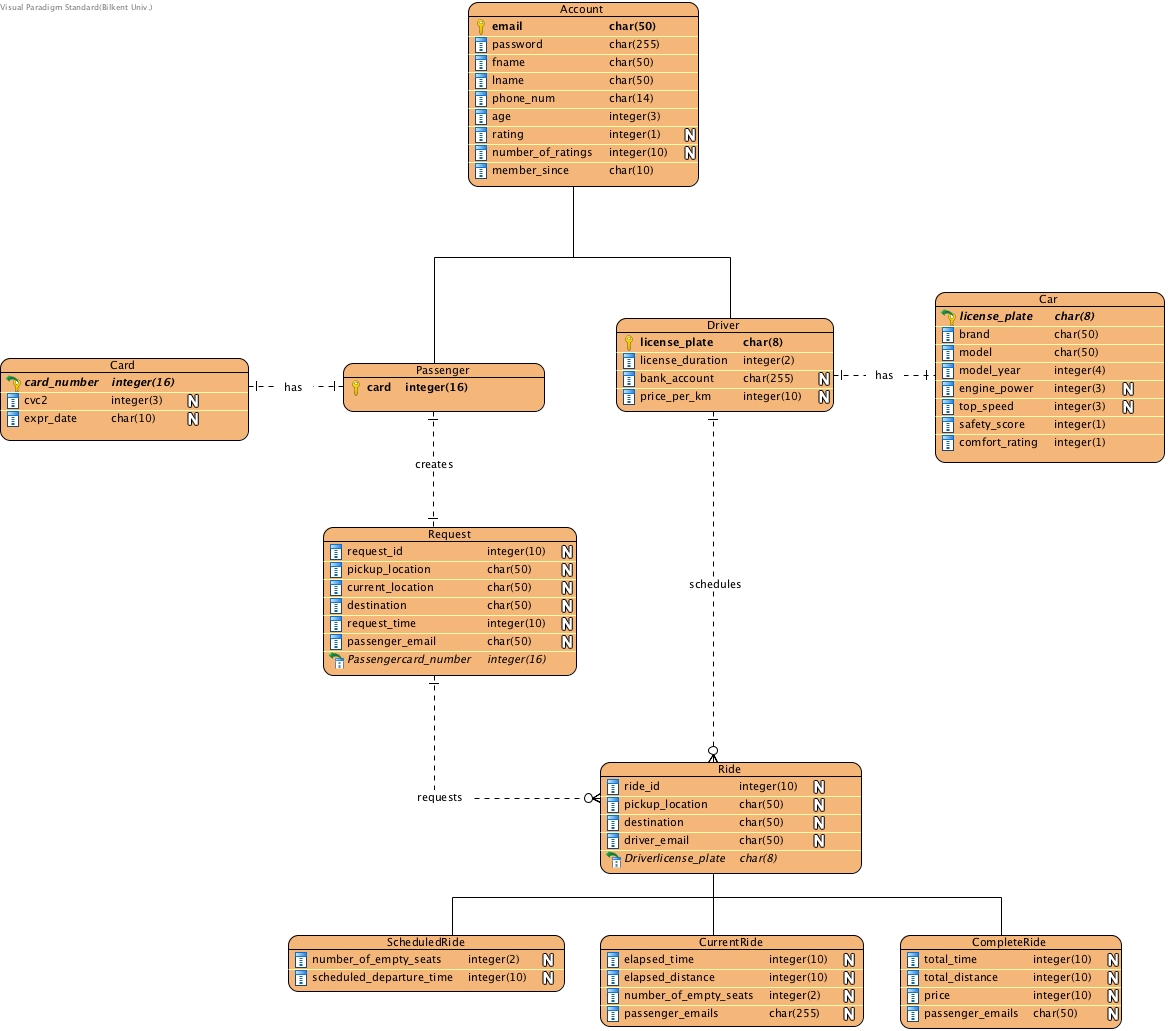 Visual Paradigm Standard(Bilkent Univ.)
Account
email char(50)
password char(255)
fname char(50)
lname char(50)
phone_num char(14)
age integer(3)
rating integer(1) N
number_of_ratings integer(10) N
member_since char(10)
Car
license_plate char(8)
brand char(50)
model char(50)
model_year integer(4)
engine_power integer(3) N
top_speed integer(3) N
safety_score integer(1)
comfort_rating integer(1)
Driver
license_plate char(8)
license_duration integer(2)
bank_account char(255) N
price_per_km integer(10) N
has
Card
card_number integer(16)
cvc2 integer(3) N
expr_date char(10) N
has
Passenger
card integer(16)
creates
Request
request_id integer(10) N
pickup_location char(50) N
current_location char(50) N
destination char(50) N
request_time integer(10) N
passenger_email char(50) N
Passengercard_number integer(16)
schedules
requests
Ride
ride_id integer(10) N
pickup_location char(50) N
destination char(50) N
driver_email char(50) N
Driverlicense_plate char(8)
ScheduledRide
number_of_empty_seats integer(2) N
scheduled_departure_time integer(10) N
CurrentRide
elapsed_time integer(10) N
elapsed_distance integer(10) N
number_of_empty_seats integer(2) N
passenger_emails char(255) N
CompleteRide
total_time integer(10) N
total_distance integer(10) N
price integer(10) N
passenger_emails char(50) N